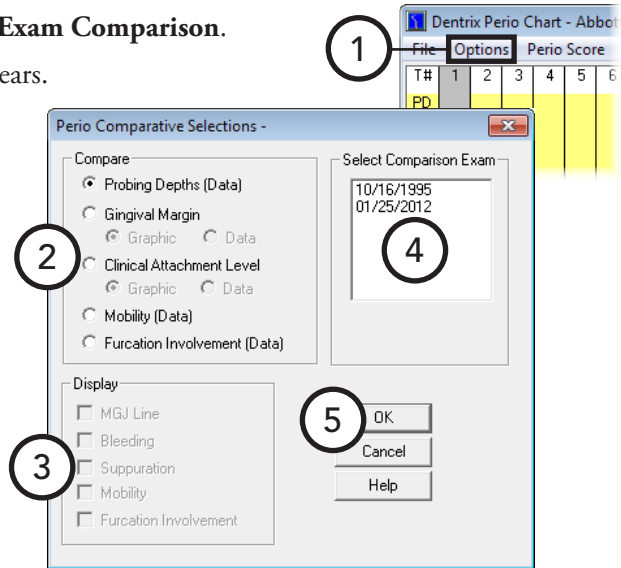 Exam Comparison.
ears.
1
Dentrix Perio Chart - Abbot
File Options Perio Score
T# 1 2 3 4 5 6
PD
Perio Comparative Selections -
Compare
Probing Depths (Data)
Gingival Margin
Graphic Data
2
Clinical Attachment Level
Graphic Data
Mobility (Data)
Furcation Involvement (Data)
Select Comparison Exam
10/16/1995
01/25/2012
4
Display
MGJ Line
Bleeding
3
Suppuration
Mobility
Furcation Involvement
5
OK
Cancel
Help